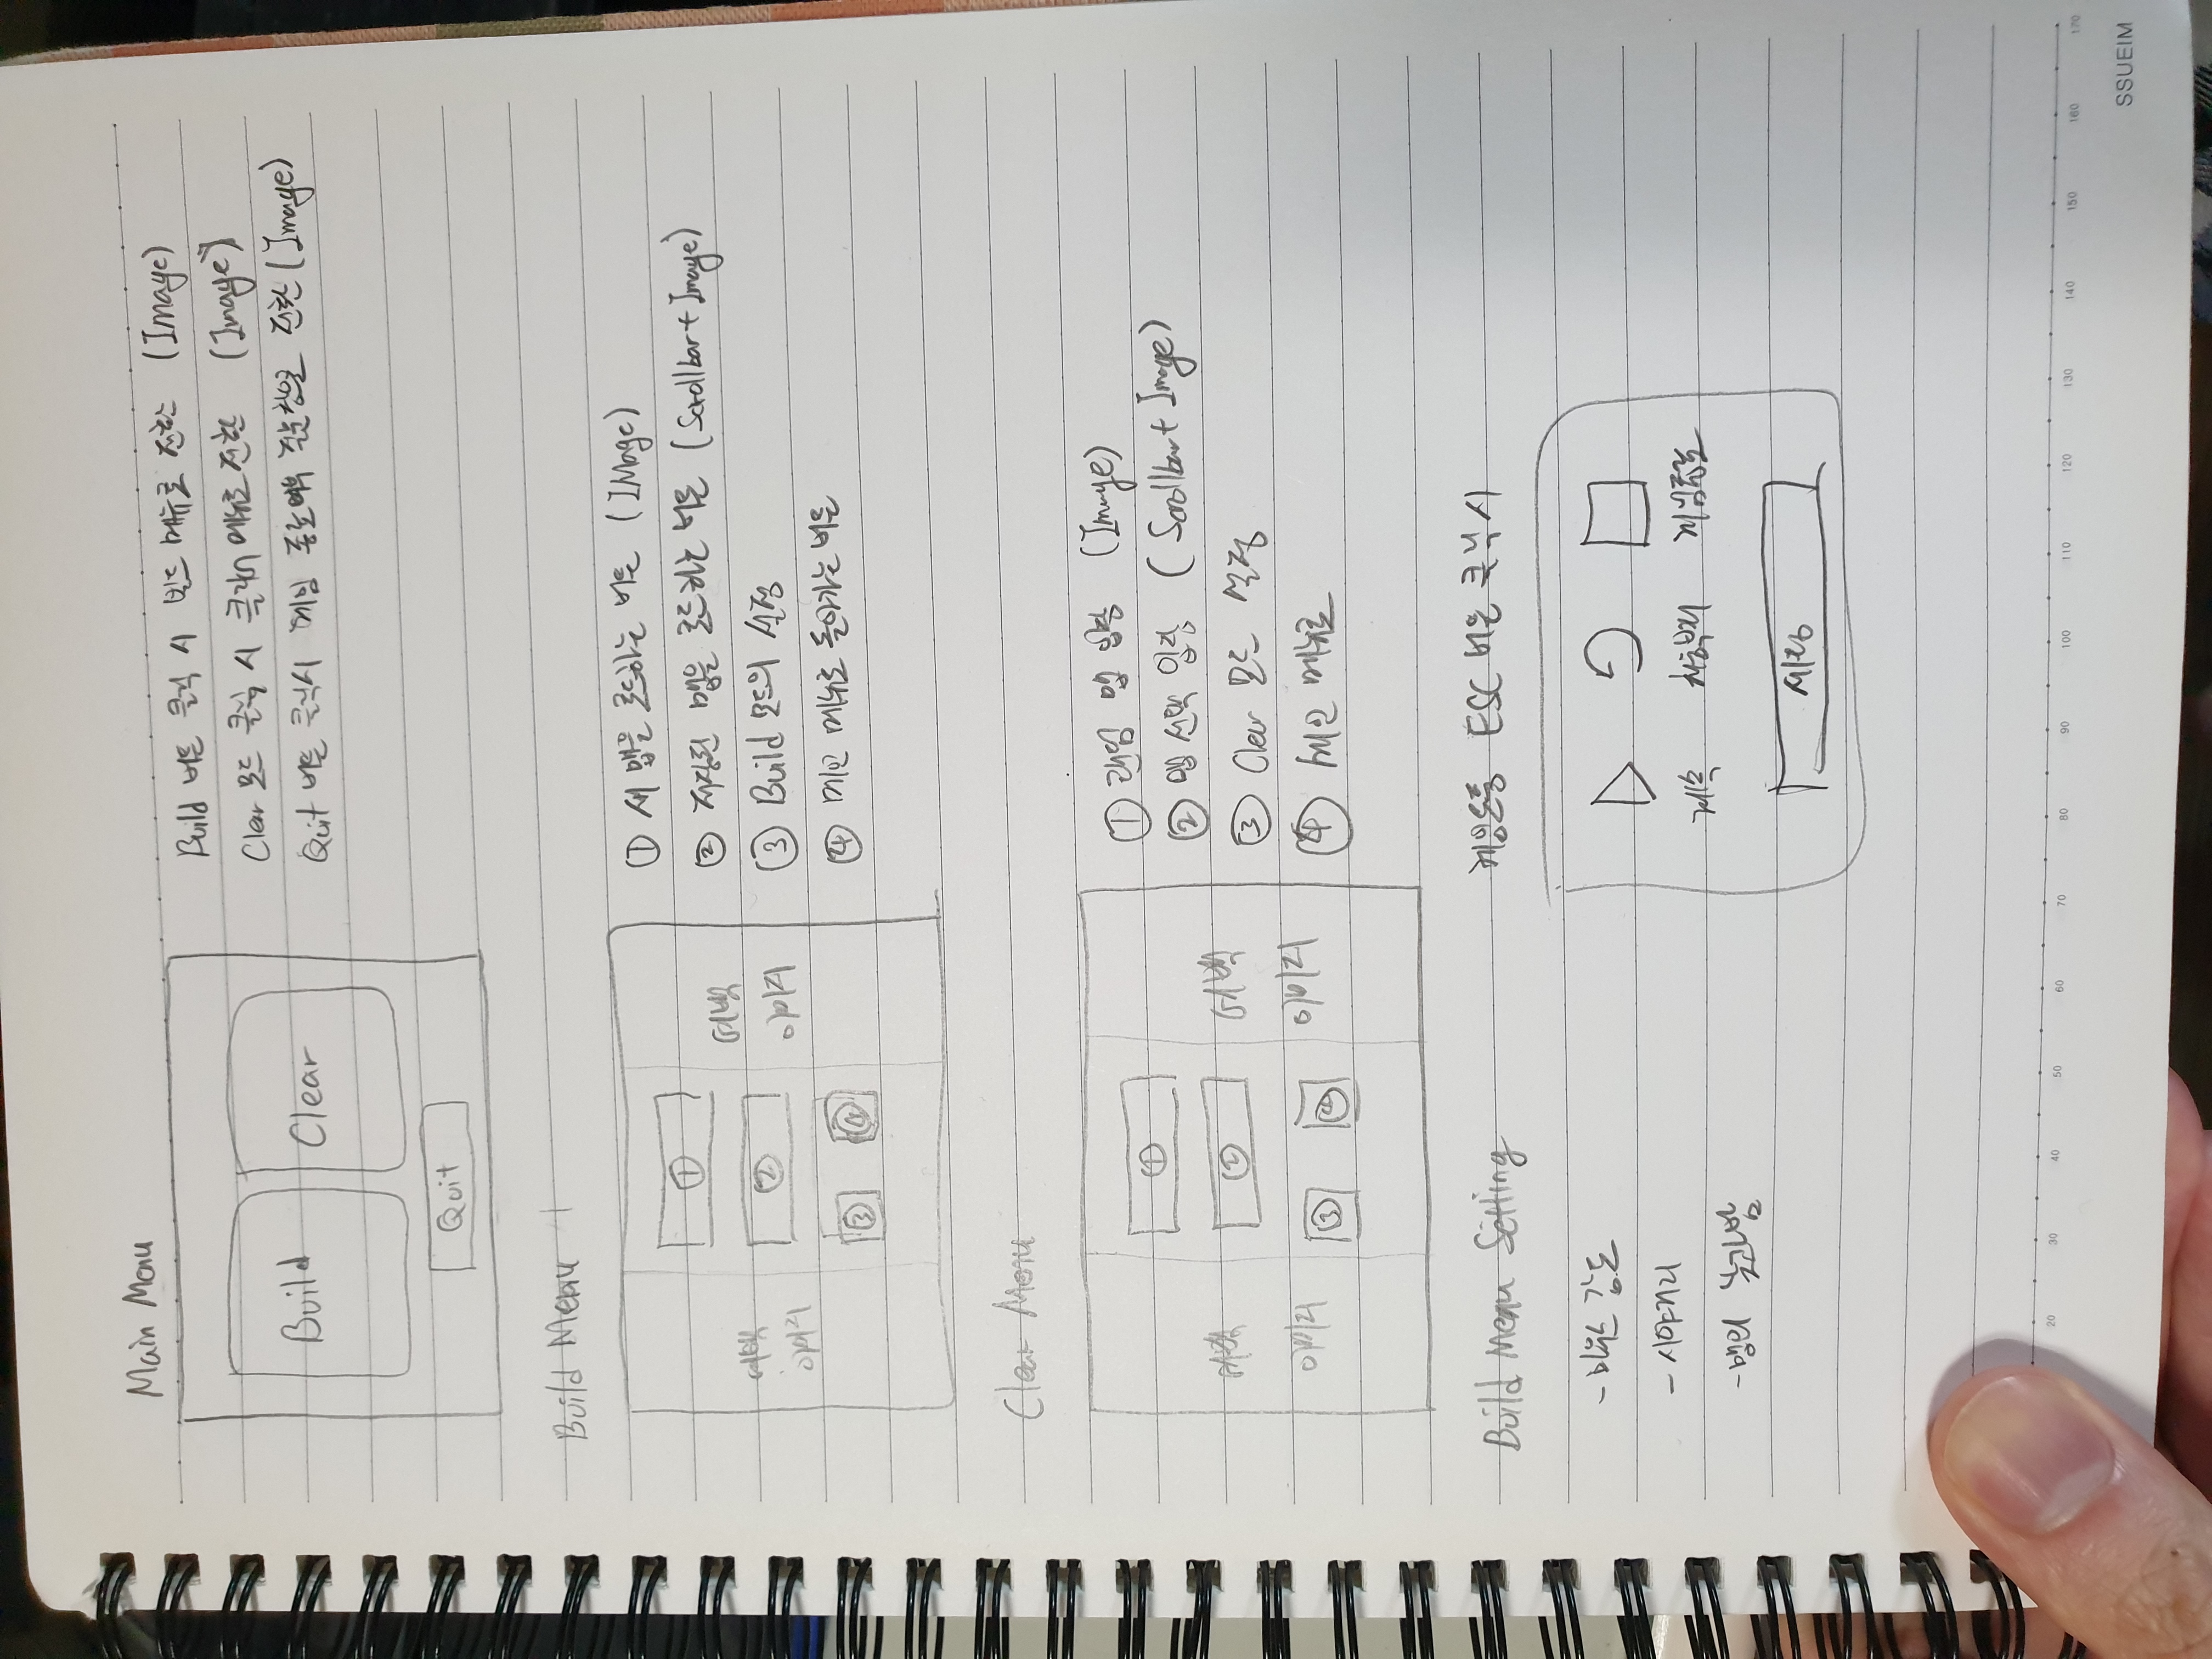 Main Menu
Build
Clear
Quit
Build 버튼 클릭 시 빌드 메뉴로 전환 (Image)
Clear 모드 클릭 시 클리어 메뉴로 전환 (Image)
Quit 버튼 클릭시 게임 종료여부 질문창으로 전환 (Image)
Build Menu
①
②
③
④
여백
이미지
여백
이미지
① 새 맵을 로드하는 버튼 (IMage)
② 저장된 맵을 로드하는 버튼 (Scrollbar + Image)
③ Build 모드의 설정
④ 메인 메뉴로 돌아가는 버튼
Clear Menu
①
②
③
④
여백
이미지
여백
이미지
① 랜덤 맵 입장 (Image)
② 맵 선택 입장 (Scrollbar + Image)
③ Clear 모드 설정
④ 메인 메뉴로
Build Menu Setting
- 마우스 감도
- 시야거리
- 맵의 낮과밤
게임도중 ESC 버튼 클릭 시
계속
처음부터
게임종료
세팅
20 30 40 50 60 70 80 90 100 110 120 130 140 150 160 170
SSUEIM